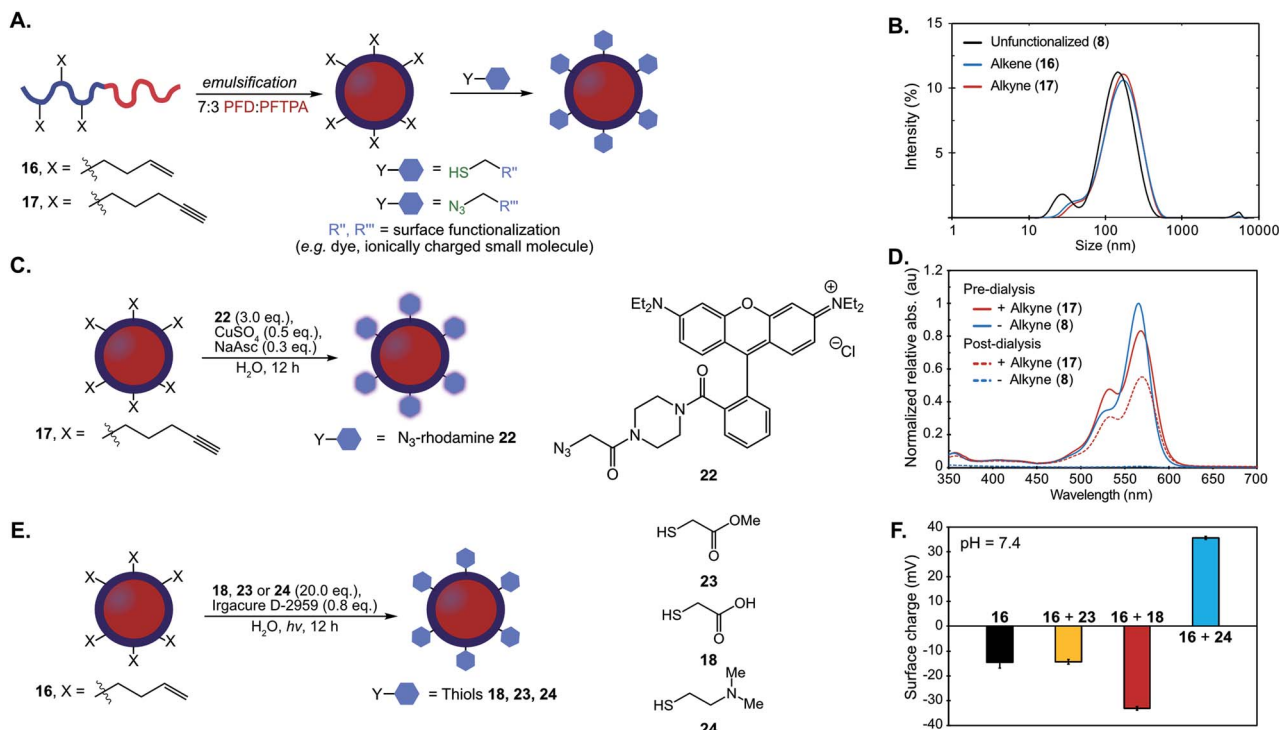 A.
X
X
X
emulsification
7:3 PFD:PFTPA
X
X
X
X
X
X
Y
16, X =
17, X =
Y
=
HS
R"
Y
=
N3
R'''
R", R''' = surface functionalization
(e.g. dye, ionically charged small molecule)
B.
15
10
5
Intensity (%)
Unfunctionalized (8)
Alkene (16)
Alkyne (17)
1
10
100
1000
10000
Size (nm)
C.
X
X
X
X
X
X
22 (3.0 eq.),
CuSO4 (0.5 eq.),
NaAsc (0.3 eq.)
H2O, 12 h
17, X =
Y
= N3-rhodamine 22
Et2N
O
⊕
NEt2
⊖Cl
O
N
N
N3
O
22
D.
1.2
1
0.8
0.6
0.4
0.2
0
Normalized relative abs. (au)
Pre-dialysis
+ Alkyne (17)
- Alkyne (8)
Post-dialysis
+ Alkyne (17)
- Alkyne (8)
350
400
450
500
550
600
650
700
Wavelength (nm)
E.
X
X
X
X
X
X
18, 23 or 24 (20.0 eq.),
Irgacure D-2959 (0.8 eq.)
H2O, hv, 12 h
16, X =
Y
= Thiols 18, 23, 24
HS
OMe
O
23
HS
OH
O
18
HS
N
Me
Me
24
F.
40
30
20
10
0
-10
-20
-30
-40
Surface charge (mV)
pH = 7.4
16
16 + 23
16 + 18
16 + 24